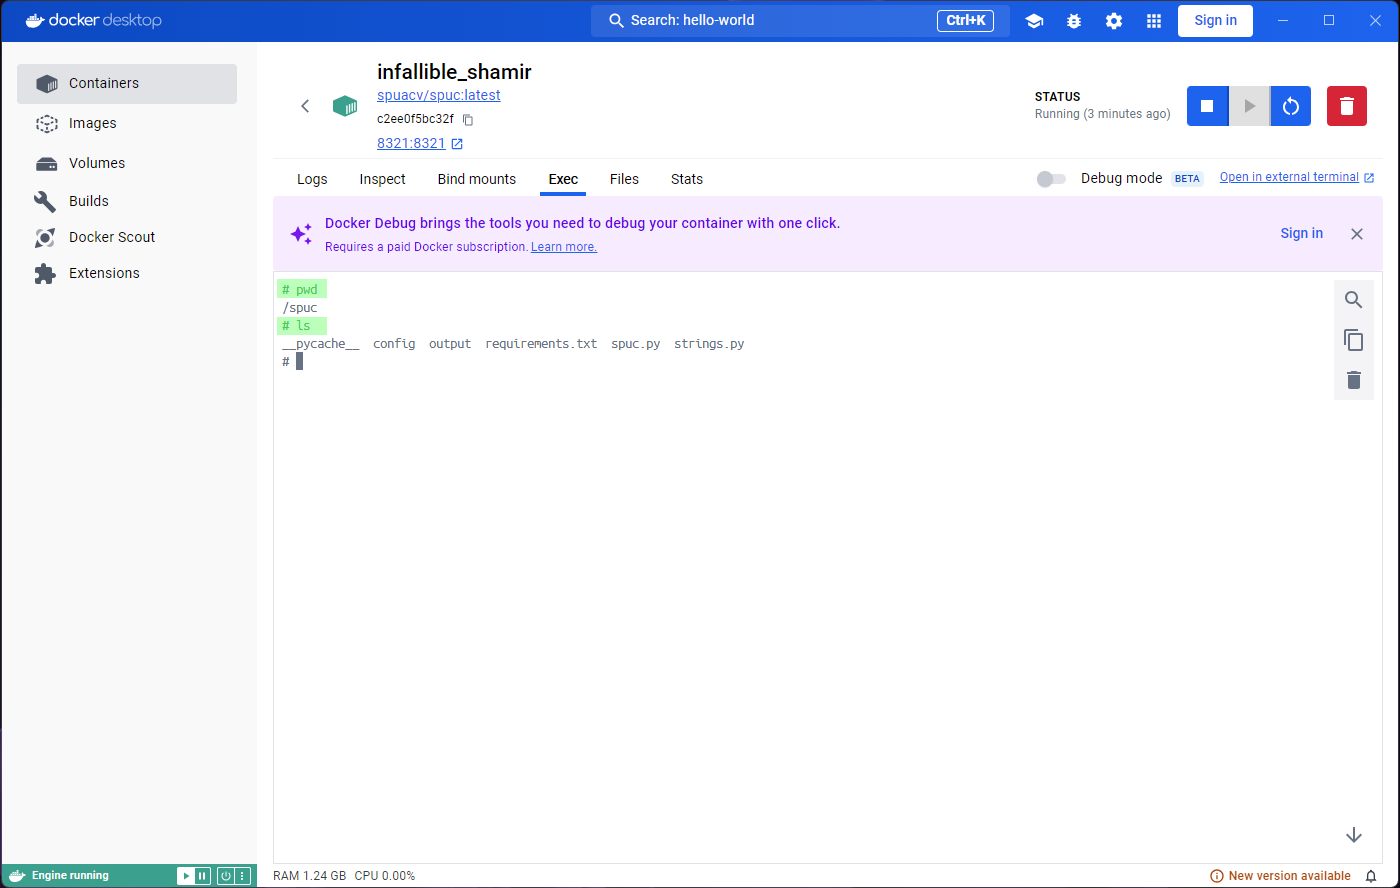 docker desktop
Search: hello-world
Ctrl+K
Sign in
Containers
Images
Volumes
Builds
Docker Scout
Extensions
infallible_shamir
spuacv/spuc:latest
c2ee0f5bc32f
8321:8321
STATUS
Running (3 minutes ago)
Logs Inspect Bind mounts Exec Files Stats
Debug mode BETA Open in external terminal
Docker Debug brings the tools you need to debug your container with one click.
Requires a paid Docker subscription. Learn more.
Sign in
# pwd
/spuc
# ls
__pycache__ config output requirements.txt spuc.py strings.py
#
Engine running
RAM 1.24 GB CPU 0.00%
New version available